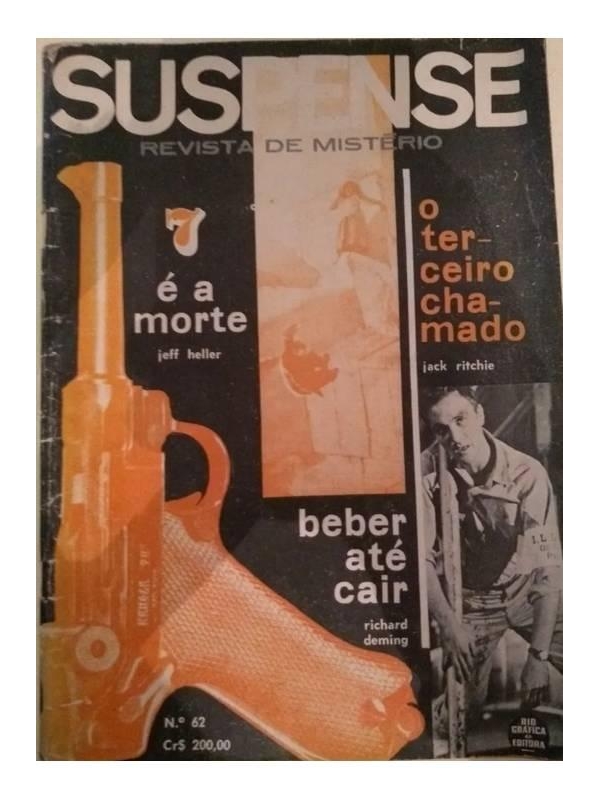 SUSPENSE
REVISTA DE MISTÉRIO
7
é a
morte
jeff heller
o
ter-
ceiro
cha-
mado
jack ritchie
beber
até
cair
richard
deming
N.º 62
Cr$ 200,00
RIO
GRÁFICA
EDITORA